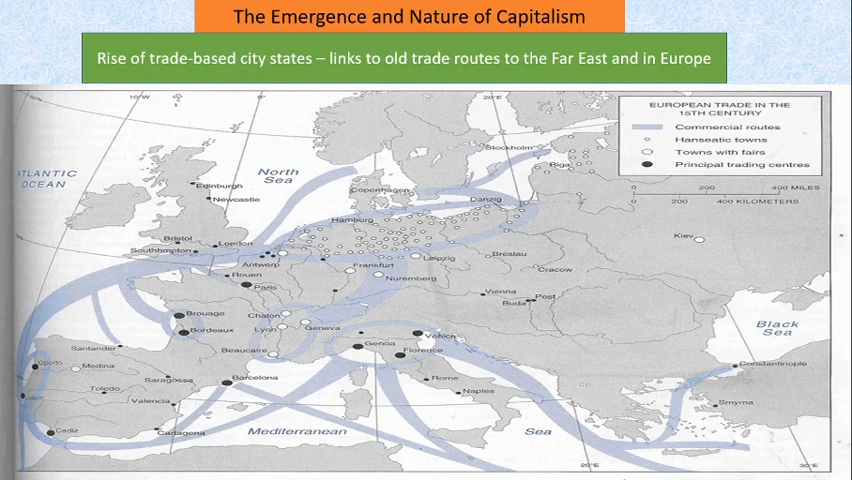 The Emergence and Nature of Capitalism
Rise of trade-based city states – links to old trade routes to the Far East and in Europe
10°W
0°
20°E
EUROPEAN TRADE IN THE
15TH CENTURY
Commercial routes
Hanseatic towns
Towns with fairs
Principal trading centres
0 200 400 MILES
0 200 400 KILOMETERS
ATLANTIC
OCEAN
North
Sea
Stockholm
Riga
Edinburgh
Newcastle
Copenhagen
Danzig
Hamburg
Bristol
London
Southhmpton
Antwerp
Kiev
Leipzig
Breslau
Frankfurt
Cracow
Rouen
Paris
Nuremberg
Vienna
Buda
Post
Brouage
Chalon
Bordeaux
Lyon
Geneva
Venice
Black
Sea
Santander
Beaucaire
Genoa
Florence
Oporto
Medina
Constantinople
Saragossa
Barcelona
Rome
Toledo
Naples
Lisbon
Valencia
Smyrna
Cadiz
Cartagena
Mediterranean
Sea
20°E
30°E